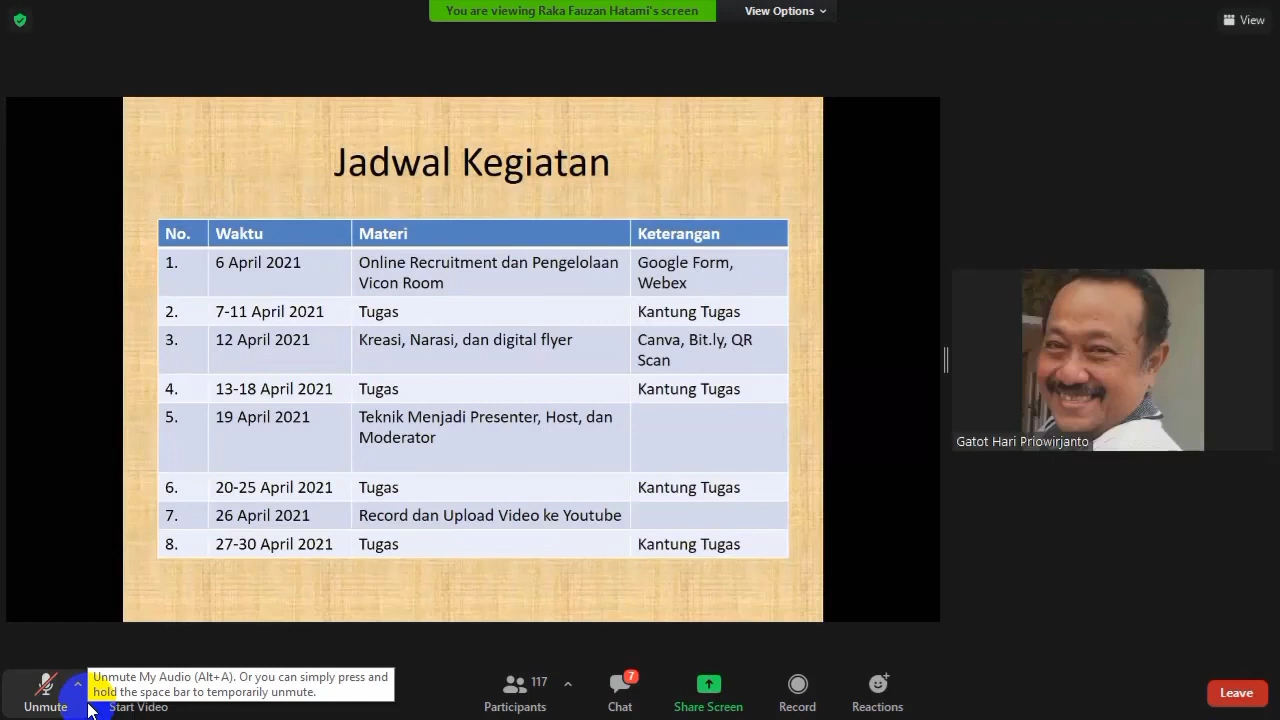 You are viewing Raka Fauzan Hatami's screen
View Options
View
Jadwal Kegiatan
No. Waktu Materi Keterangan
1. 6 April 2021 Online Recruitment dan Pengelolaan Vicon Room Google Form, Webex
2. 7-11 April 2021 Tugas Kantung Tugas
3. 12 April 2021 Kreasi, Narasi, dan digital flyer Canva, Bit.ly, QR Scan
4. 13-18 April 2021 Tugas Kantung Tugas
5. 19 April 2021 Teknik Menjadi Presenter, Host, dan Moderator
6. 20-25 April 2021 Tugas Kantung Tugas
7. 26 April 2021 Record dan Upload Video ke Youtube
8. 27-30 April 2021 Tugas Kantung Tugas
Gatot Hari Priowirjanto
Unmute My Audio (Alt+A). Or you can simply press and
hold the space bar to temporarily unmute.
117
7
Unmute
Start Video
Participants
Chat
Share Screen
Record
Reactions
Leave